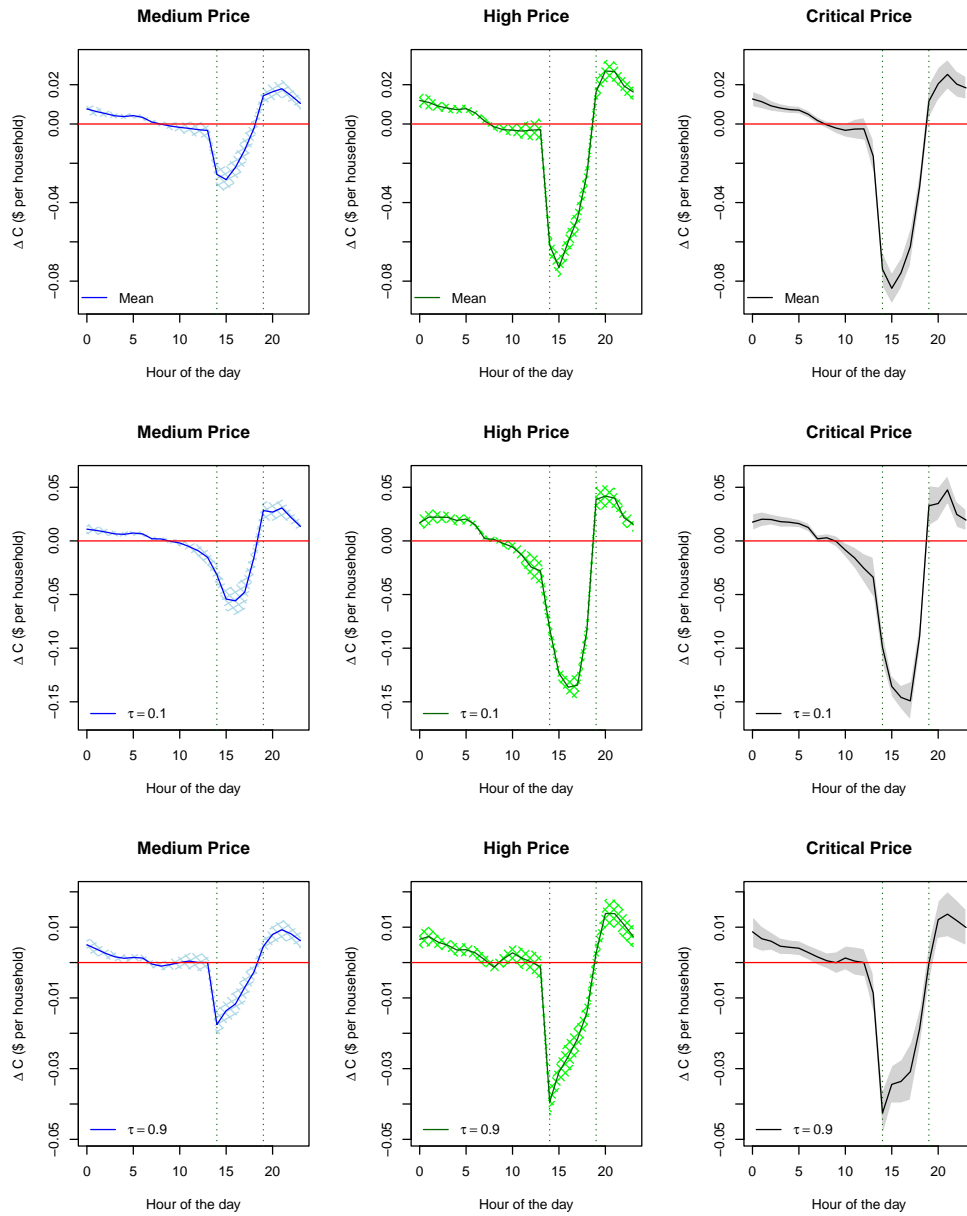 Medium Price
High Price
Critical Price
Δ C ($ per household)
0.02
0.00
−0.04
−0.08
Mean
0 5 10 15 20
Hour of the day
Δ C ($ per household)
0.02
0.00
−0.04
−0.08
Mean
0 5 10 15 20
Hour of the day
Δ C ($ per household)
0.02
0.00
−0.04
−0.08
Mean
0 5 10 15 20
Hour of the day
Medium Price
High Price
Critical Price
Δ C ($ per household)
0.05
0.00
−0.05
−0.10
−0.15
τ = 0.1
0 5 10 15 20
Hour of the day
Δ C ($ per household)
0.05
0.00
−0.05
−0.10
−0.15
τ = 0.1
0 5 10 15 20
Hour of the day
Δ C ($ per household)
0.05
0.00
−0.05
−0.10
−0.15
τ = 0.1
0 5 10 15 20
Hour of the day
Medium Price
High Price
Critical Price
Δ C ($ per household)
0.01
−0.01
−0.03
−0.05
τ = 0.9
0 5 10 15 20
Hour of the day
Δ C ($ per household)
0.01
−0.01
−0.03
−0.05
τ = 0.9
0 5 10 15 20
Hour of the day
Δ C ($ per household)
0.01
−0.01
−0.03
−0.05
τ = 0.9
0 5 10 15 20
Hour of the day